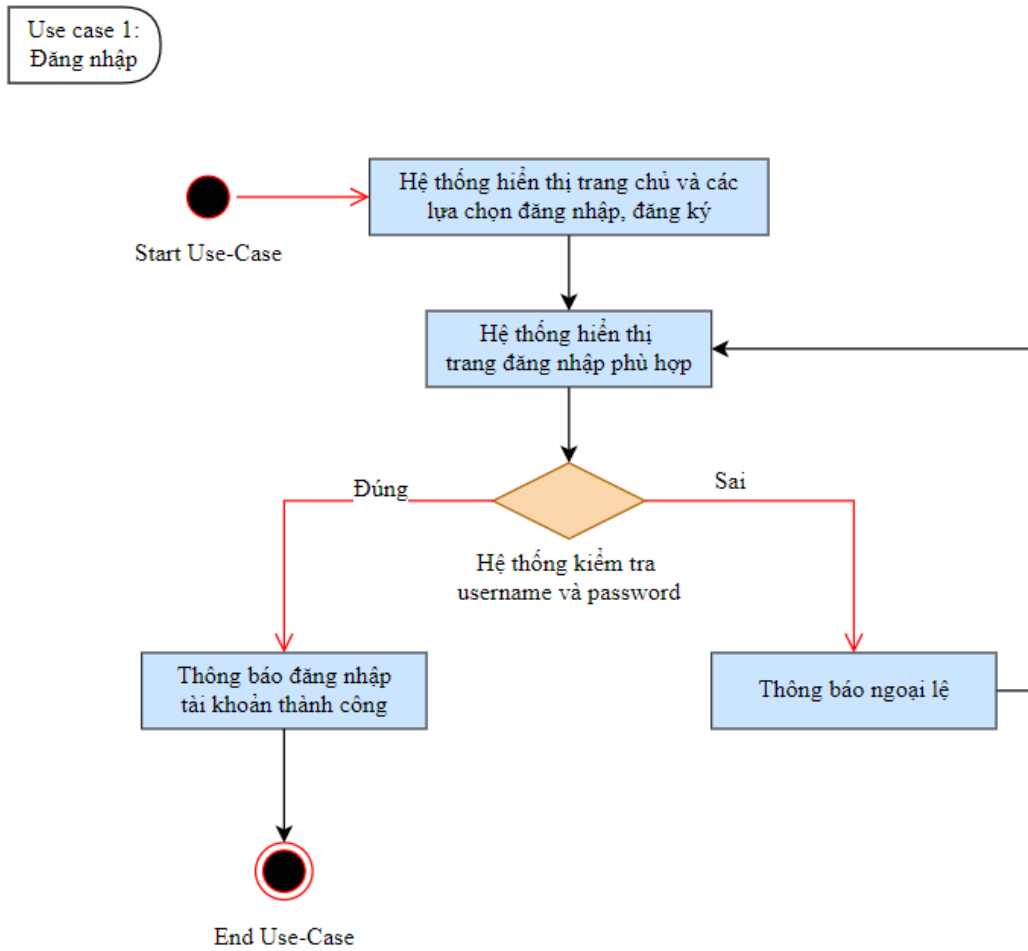 Use case 1:
Đăng nhập
Hệ thống hiển thị trang chủ và các
lựa chọn đăng nhập, đăng ký
Start Use-Case
Hệ thống hiển thị
trang đăng nhập phù hợp
Đúng
Sai
Hệ thống kiểm tra
username và password
Thông báo đăng nhập
tài khoản thành công
Thông báo ngoại lệ
End Use-Case